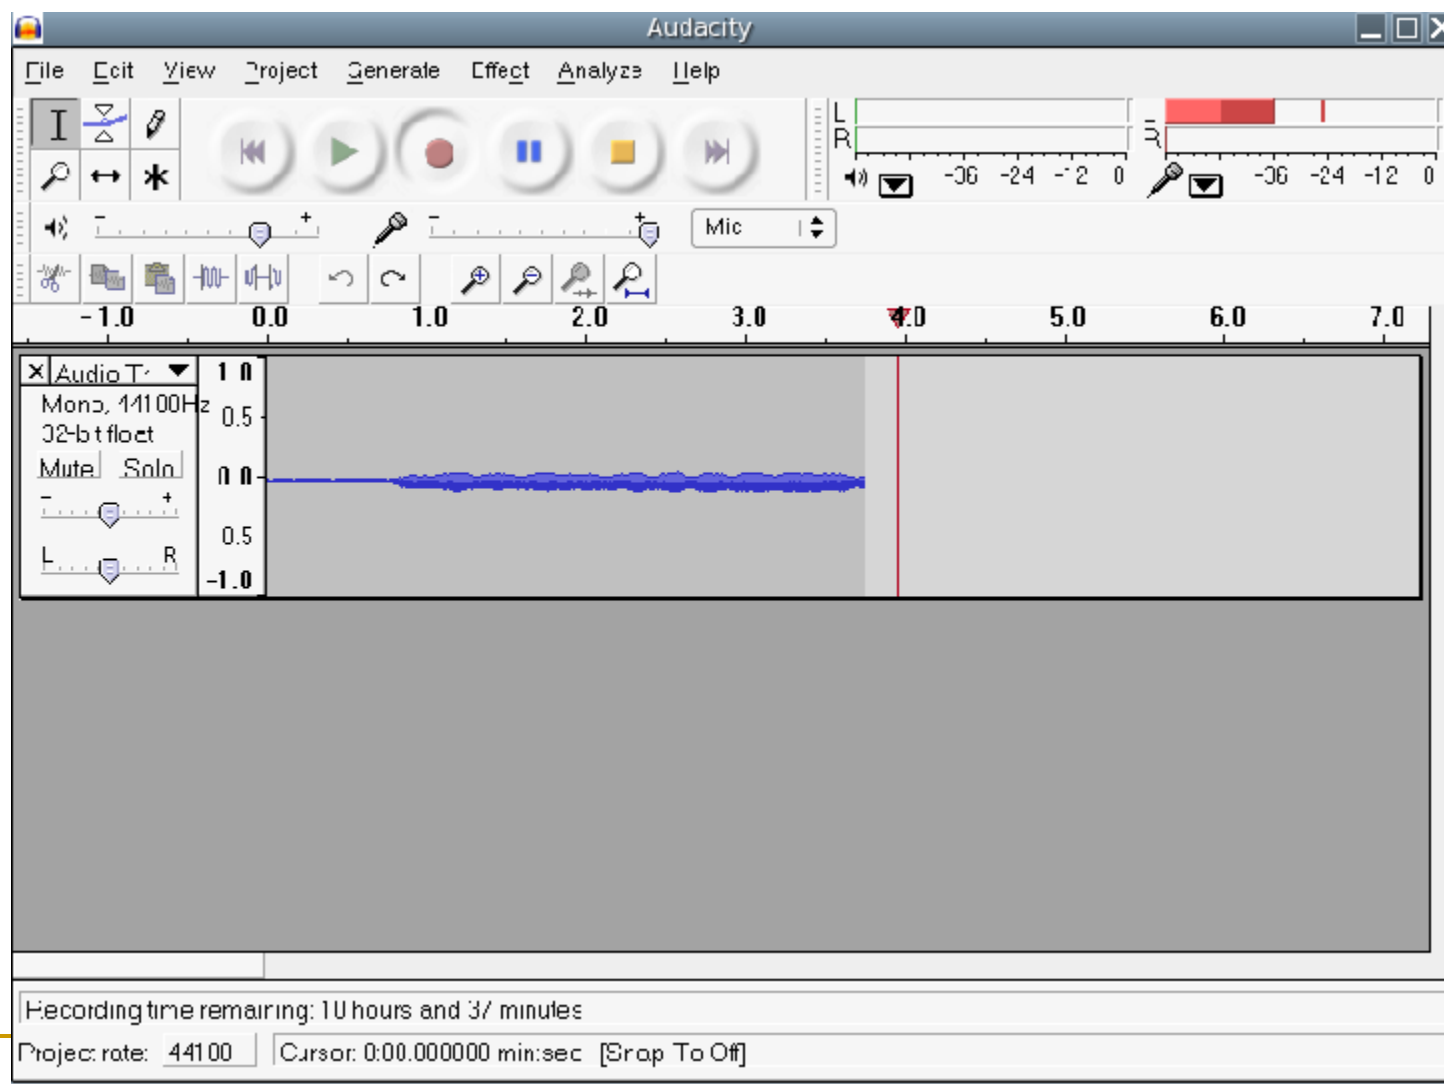 Audacity
File Edit View Project Generate Effect Analyze Help
L
R
-36 -24 -12 0
-36 -24 -12 0
- +
- +
Mic
-1.0 0.0 1.0 2.0 3.0 4.0 5.0 6.0 7.0
Audio
Mono, 44100Hz
32-bit float
Mute Solo
- +
L R
1.0
0.5
0.0
0.5
-1.0
Recording time remaining: 10 hours and 37 minutes
Project rate: 44100 Cursor: 0:00.000000 min:sec [Snap To Off]